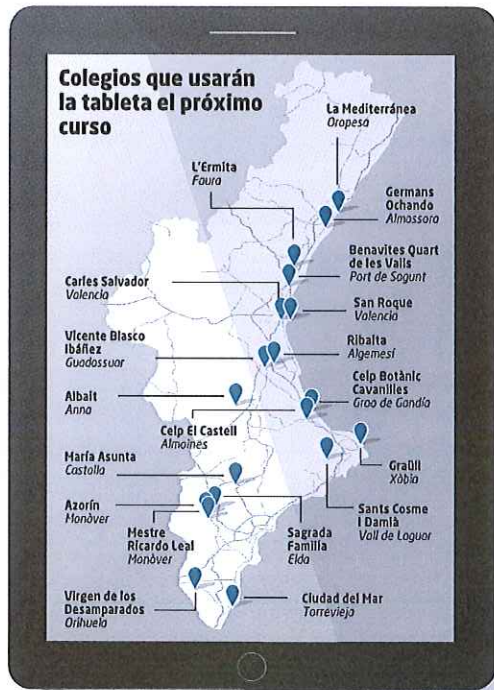 Colegios que usarán
la tableta el próximo
curso
La Mediterránea
Oropesa
L'Ermita
Faura
Germans
Ochando
Almassora
Benavites Quart
de les Valls
Port de Sagunt
Carles Salvador
Valencia
San Roque
Valencia
Vicente Blasco
Ibáñez
Guadassuar
Ribalta
Algemesí
Albait
Anna
Ceip Botànic
Cavanilles
Grao de Gandía
Ceip El Castell
Almoines
María Asunta
Castalla
Graüll
Xàbia
Azorín
Monòver
Sants Cosme
I Damià
Vall de Laguar
Mestre
Ricardo Leal
Monòver
Sagrada
Familia
Elda
Virgen de los
Desamparados
Orihuela
Ciudad del Mar
Torrevieja